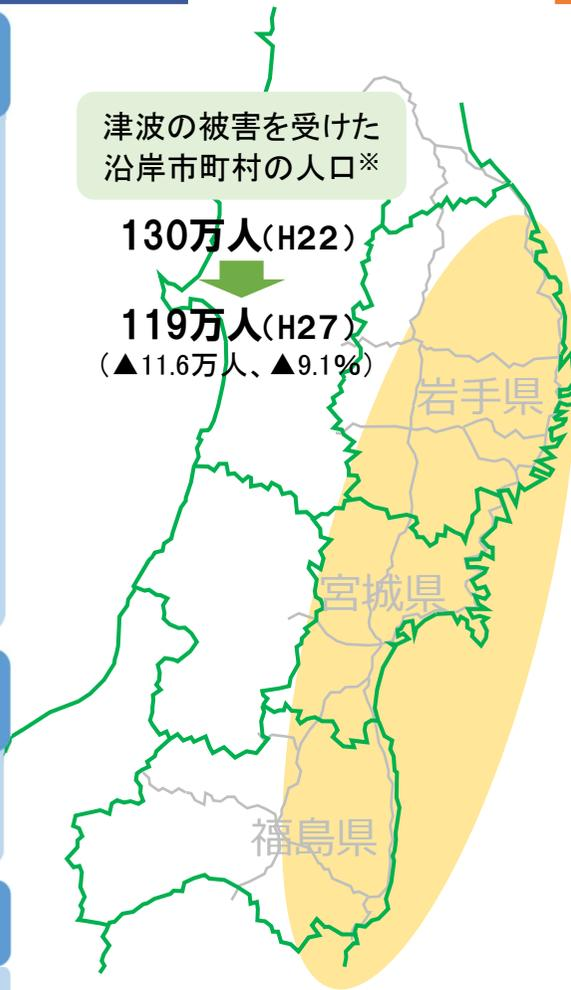 津波の被害を受けた
沿岸市町村の人口※
130万人(H22)
119万人(H27)
(▲11.6万人、▲9.1%)
岩手県
宮城県
福島県